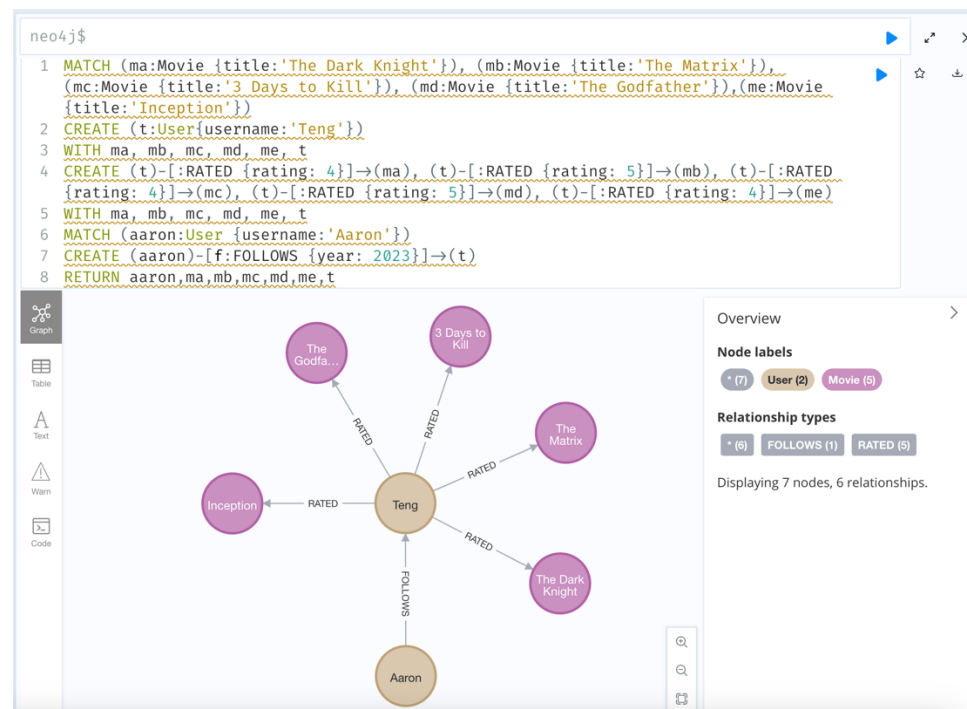 neo4j$
1 MATCH (ma:Movie {title:'The Dark Knight'}), (mb:Movie {title:'The Matrix'}),
(mc:Movie {title:'3 Days to Kill'}), (md:Movie {title:'The Godfather'}),(me:Movie
{title:'Inception'})
2 CREATE (t:User{username:'Teng'})
3 WITH ma, mb, mc, md, me, t
4 CREATE (t)-[:RATED {rating: 4}]→(ma), (t)-[:RATED {rating: 5}]→(mb), (t)-[:RATED
{rating: 4}]→(mc), (t)-[:RATED {rating: 5}]→(md), (t)-[:RATED {rating: 4}]→(me)
5 WITH ma, mb, mc, md, me, t
6 MATCH (aaron:User {username:'Aaron'})
7 CREATE (aaron)-[f:FOLLOWS {year: 2023}]→(t)
8 RETURN aaron,ma,mb,mc,md,me,t
Graph
Table
Text
Warn
Code
The
Godfa...
3 Days to
Kill
The
Matrix
Inception
Teng
The Dark
Knight
Aaron
RATED
RATED
RATED
RATED
RATED
FOLLOWS
Overview
Node labels
* (7) User (2) Movie (5)
Relationship types
* (6) FOLLOWS (1) RATED (5)
Displaying 7 nodes, 6 relationships.